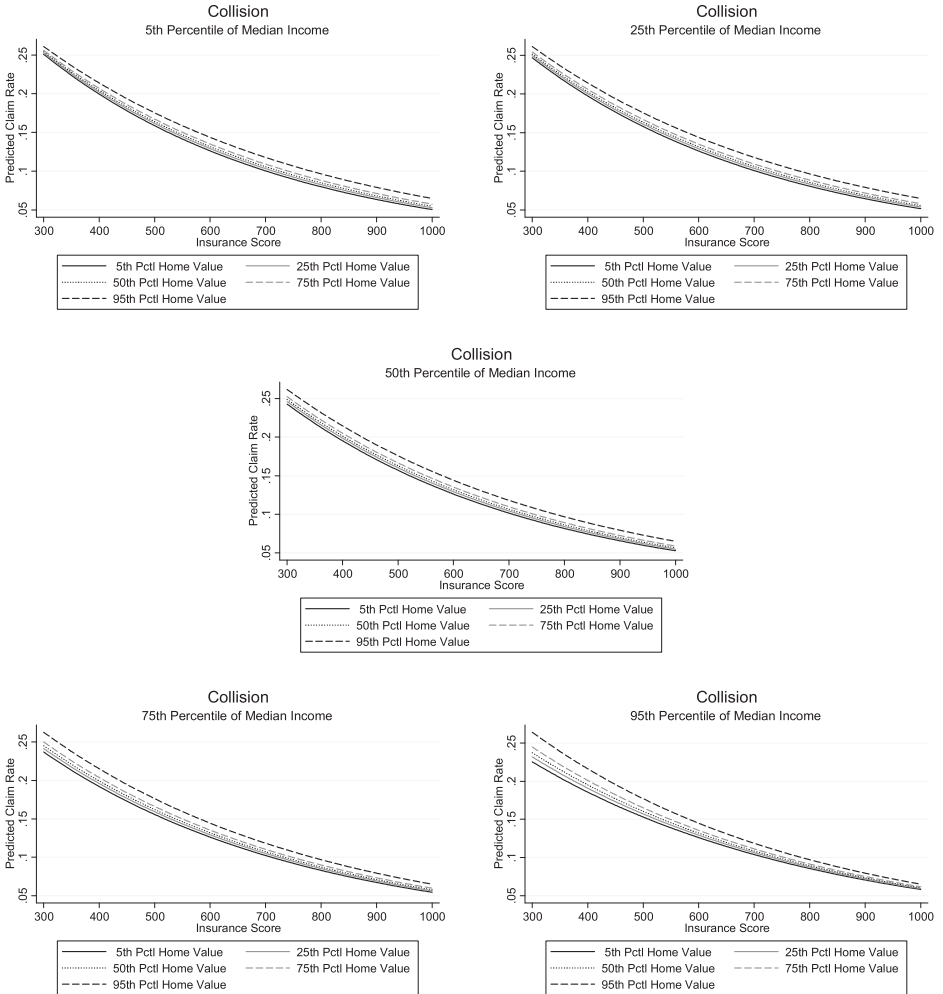 Collision
5th Percentile of Median Income
Predicted Claim Rate
.25
.2
.15
.1
.05
300 400 500 600 700 800 900 1000
Insurance Score
5th Pctl Home Value 25th Pctl Home Value
50th Pctl Home Value 75th Pctl Home Value
95th Pctl Home Value
Collision
25th Percentile of Median Income
Predicted Claim Rate
.25
.2
.15
.1
.05
300 400 500 600 700 800 900 1000
Insurance Score
5th Pctl Home Value 25th Pctl Home Value
50th Pctl Home Value 75th Pctl Home Value
95th Pctl Home Value
Collision
50th Percentile of Median Income
Predicted Claim Rate
.25
.2
.15
.1
.05
300 400 500 600 700 800 900 1000
Insurance Score
5th Pctl Home Value 25th Pctl Home Value
50th Pctl Home Value 75th Pctl Home Value
95th Pctl Home Value
Collision
75th Percentile of Median Income
Predicted Claim Rate
.25
.2
.15
.1
.05
300 400 500 600 700 800 900 1000
Insurance Score
5th Pctl Home Value 25th Pctl Home Value
50th Pctl Home Value 75th Pctl Home Value
95th Pctl Home Value
Collision
95th Percentile of Median Income
Predicted Claim Rate
.25
.2
.15
.1
.05
300 400 500 600 700 800 900 1000
Insurance Score
5th Pctl Home Value 25th Pctl Home Value
50th Pctl Home Value 75th Pctl Home Value
95th Pctl Home Value